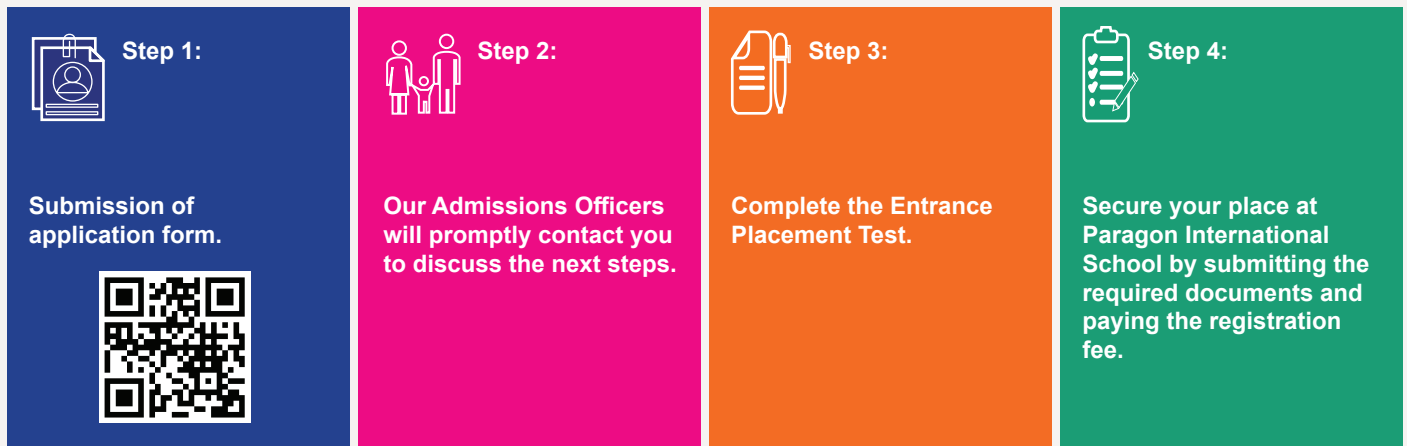 Step 1:
Submission of
application form.
Step 2:
Our Admissions Officers
will promptly contact you
to discuss the next steps.
Step 3:
Complete the Entrance
Placement Test.
Step 4:
Secure your place at
Paragon International
School by submitting the
required documents and
paying the registration
fee.